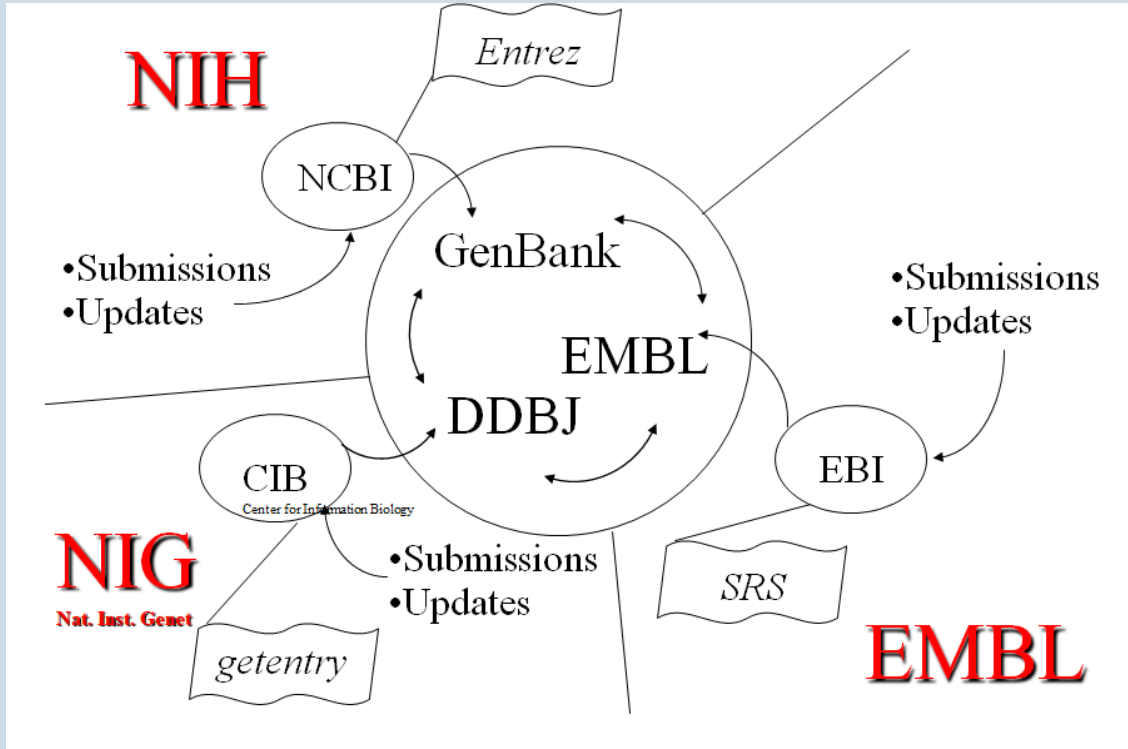 Entrez
NIH
NCBI
GenBank
•Submissions
•Updates
•Submissions
•Updates
EMBL
DDBJ
EBI
CIB
Center for Information Biology
NIG
Nat. Inst. Genet
•Submissions
•Updates
SRS
getentry
EMBL